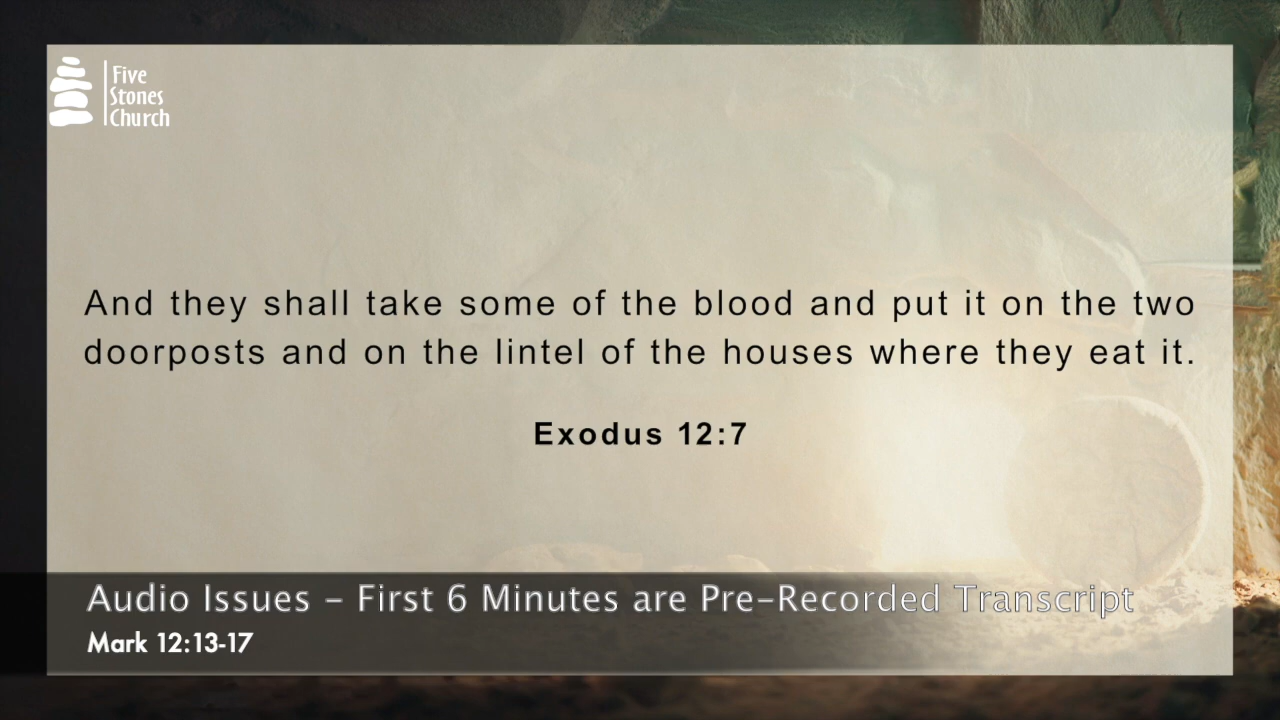 Five
Stones
Church
And they shall take some of the blood and put it on the two
doorposts and on the lintel of the houses where they eat it.
Exodus 12:7
Audio Issues – First 6 Minutes are Pre-Recorded Transcript
Mark 12:13-17